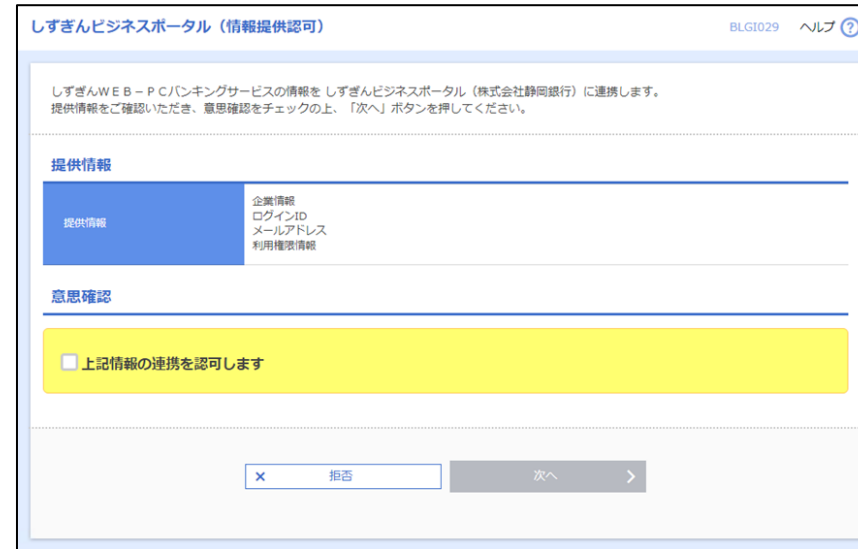 しずぎんビジネスポータル（情報提供認可）
BLGI029 ヘルプ ?
しずぎんＷＥＢ－ＰＣバンキングサービスの情報を しずぎんビジネスポータル（株式会社静岡銀行）に連携します。
提供情報をご確認いただき、意思確認をチェックの上、「次へ」ボタンを押してください。
提供情報
提供情報
企業情報
ログインID
メールアドレス
利用権限情報
意思確認
上記情報の連携を認可します
× 拒否
次へ